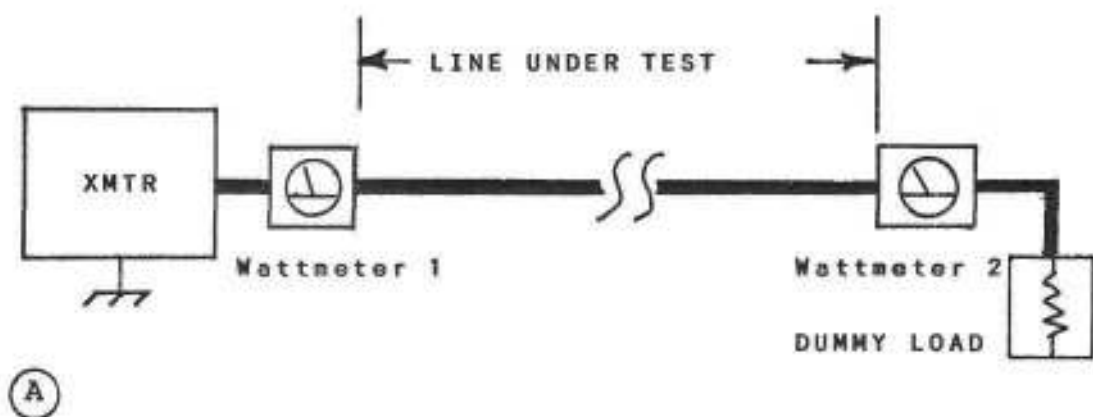 LINE UNDER TEST
XMTR
Wattmeter 1
Wattmeter 2
DUMMY LOAD
A